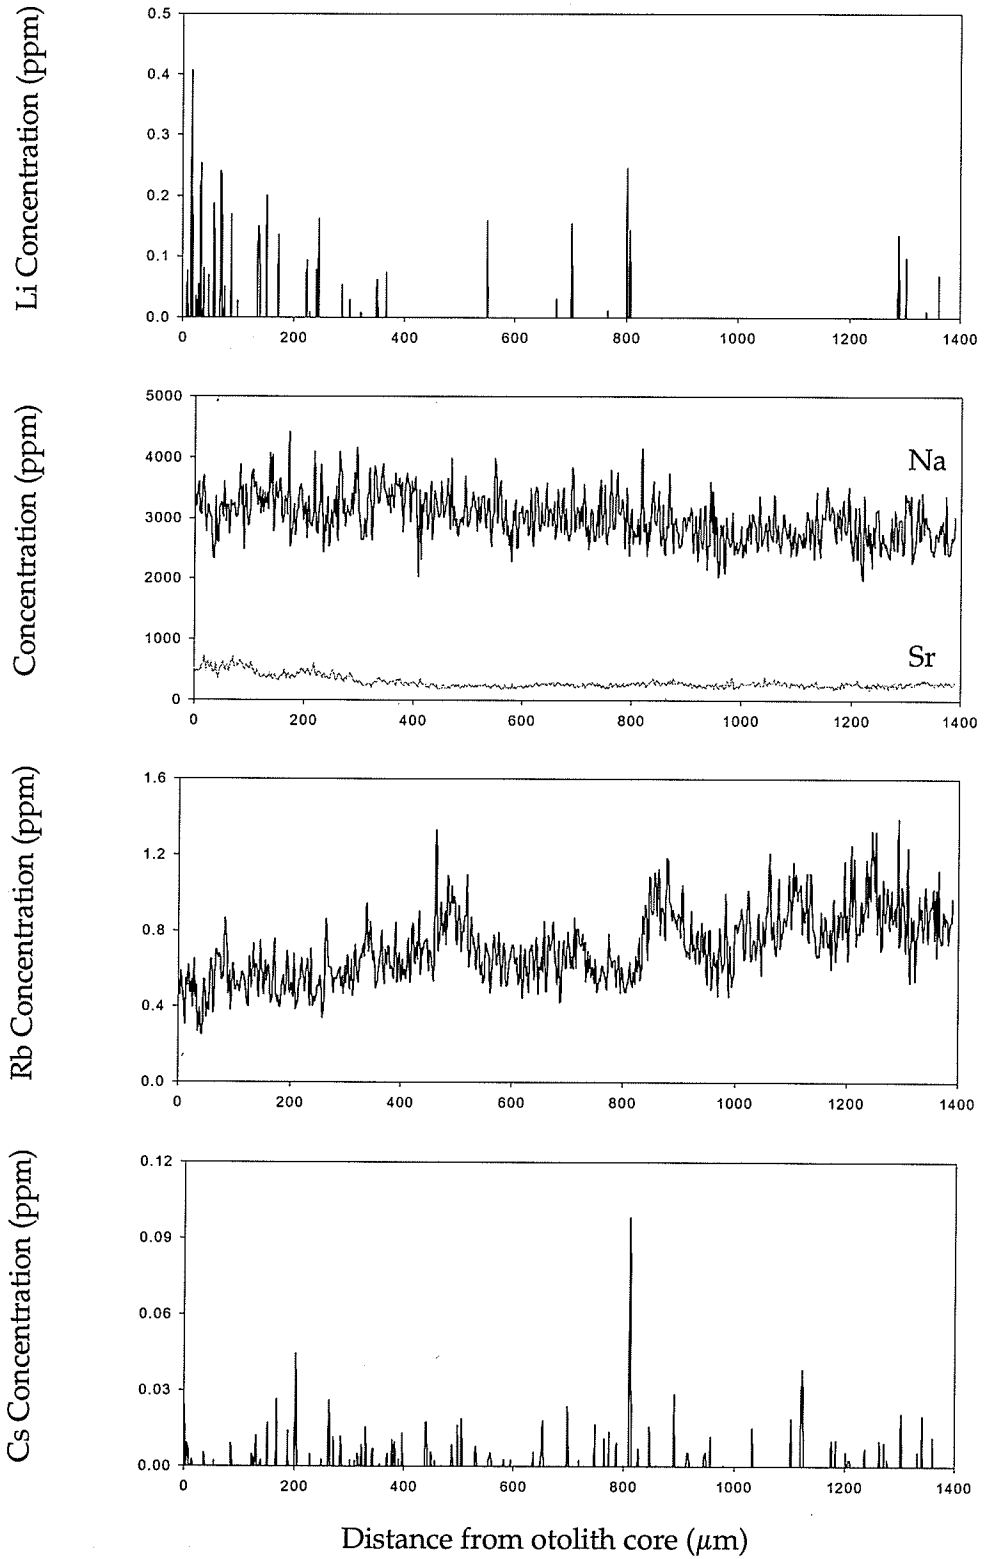 Li Concentration (ppm)
0.5
0.4
0.3
0.2
0.1
0.0
0 200 400 600 800 1000 1200 1400
Concentration (ppm)
5000
4000
3000
2000
1000
0
Na
Sr
0 200 400 600 800 1000 1200 1400
Rb Concentration (ppm)
1.6
1.2
0.8
0.4
0.0
0 200 400 600 800 1000 1200 1400
Cs Concentration (ppm)
0.12
0.09
0.06
0.03
0.00
0 200 400 600 800 1000 1200 1400
Distance from otolith core (μm)